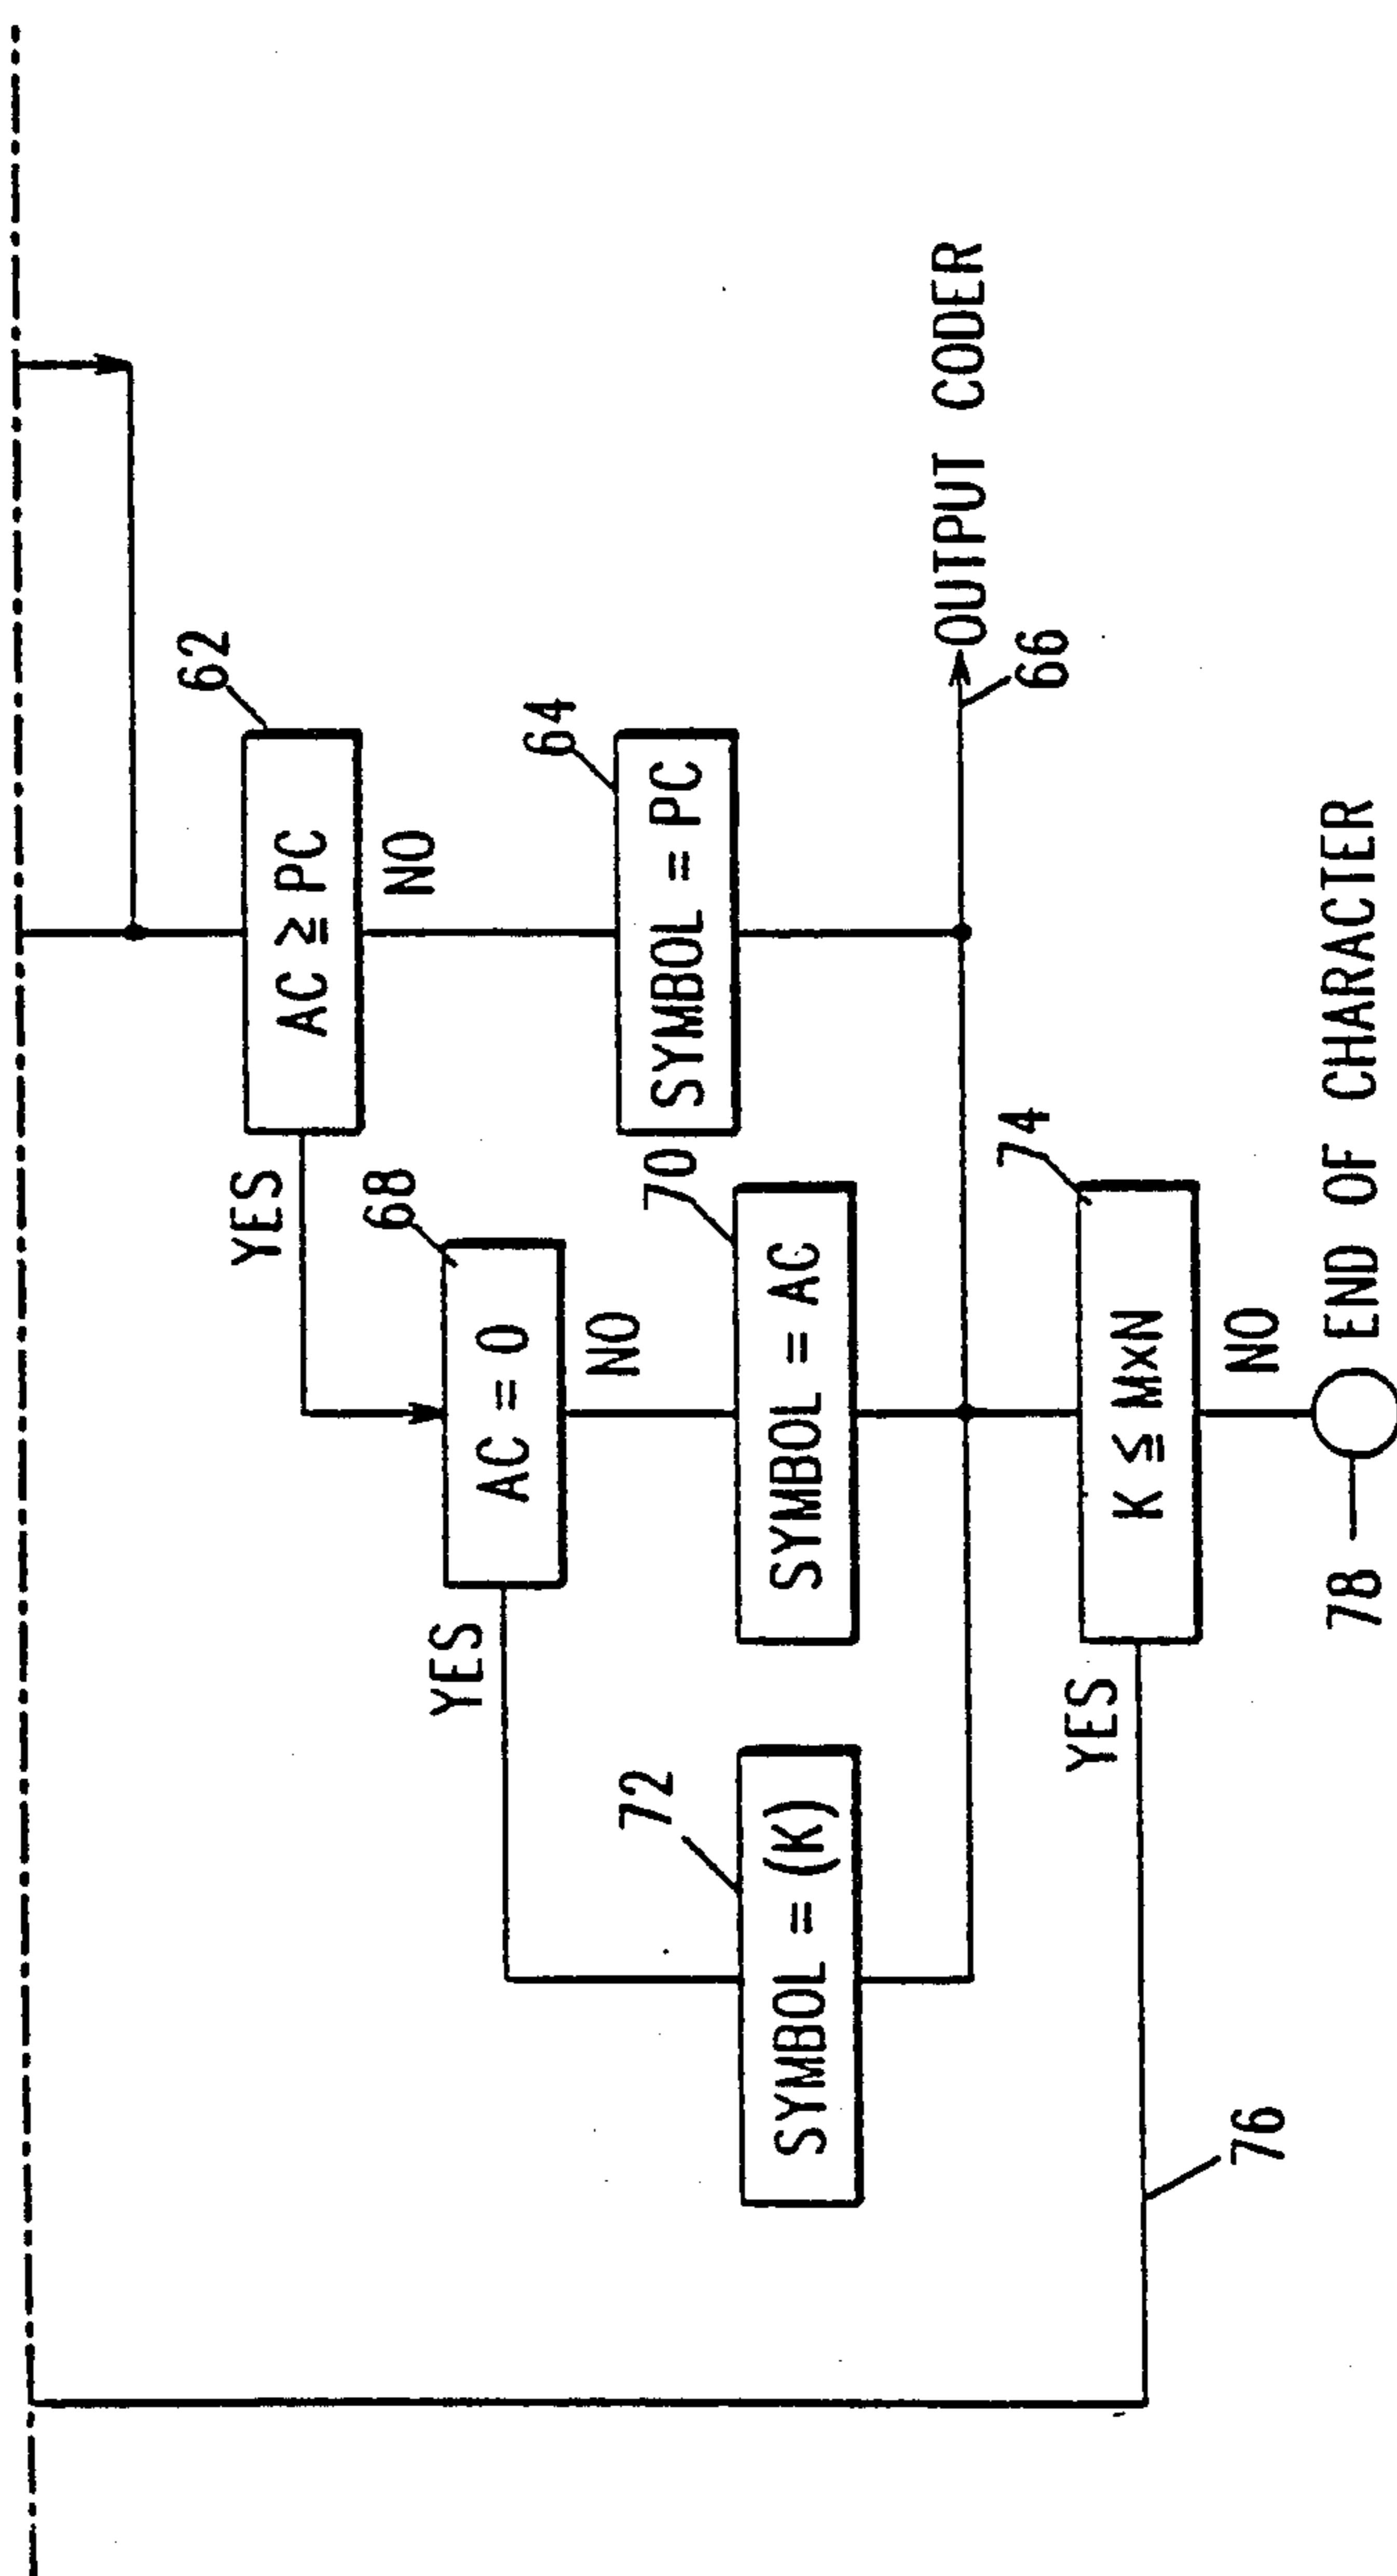 62
AC ≧ PC
YES
NO
68
AC = 0
YES
NO
64
SYMBOL = PC
70
SYMBOL = AC
72
SYMBOL = (K)
OUTPUT CODER
66
74
K ≦ M×N
YES
NO
76
78
END OF CHARACTER